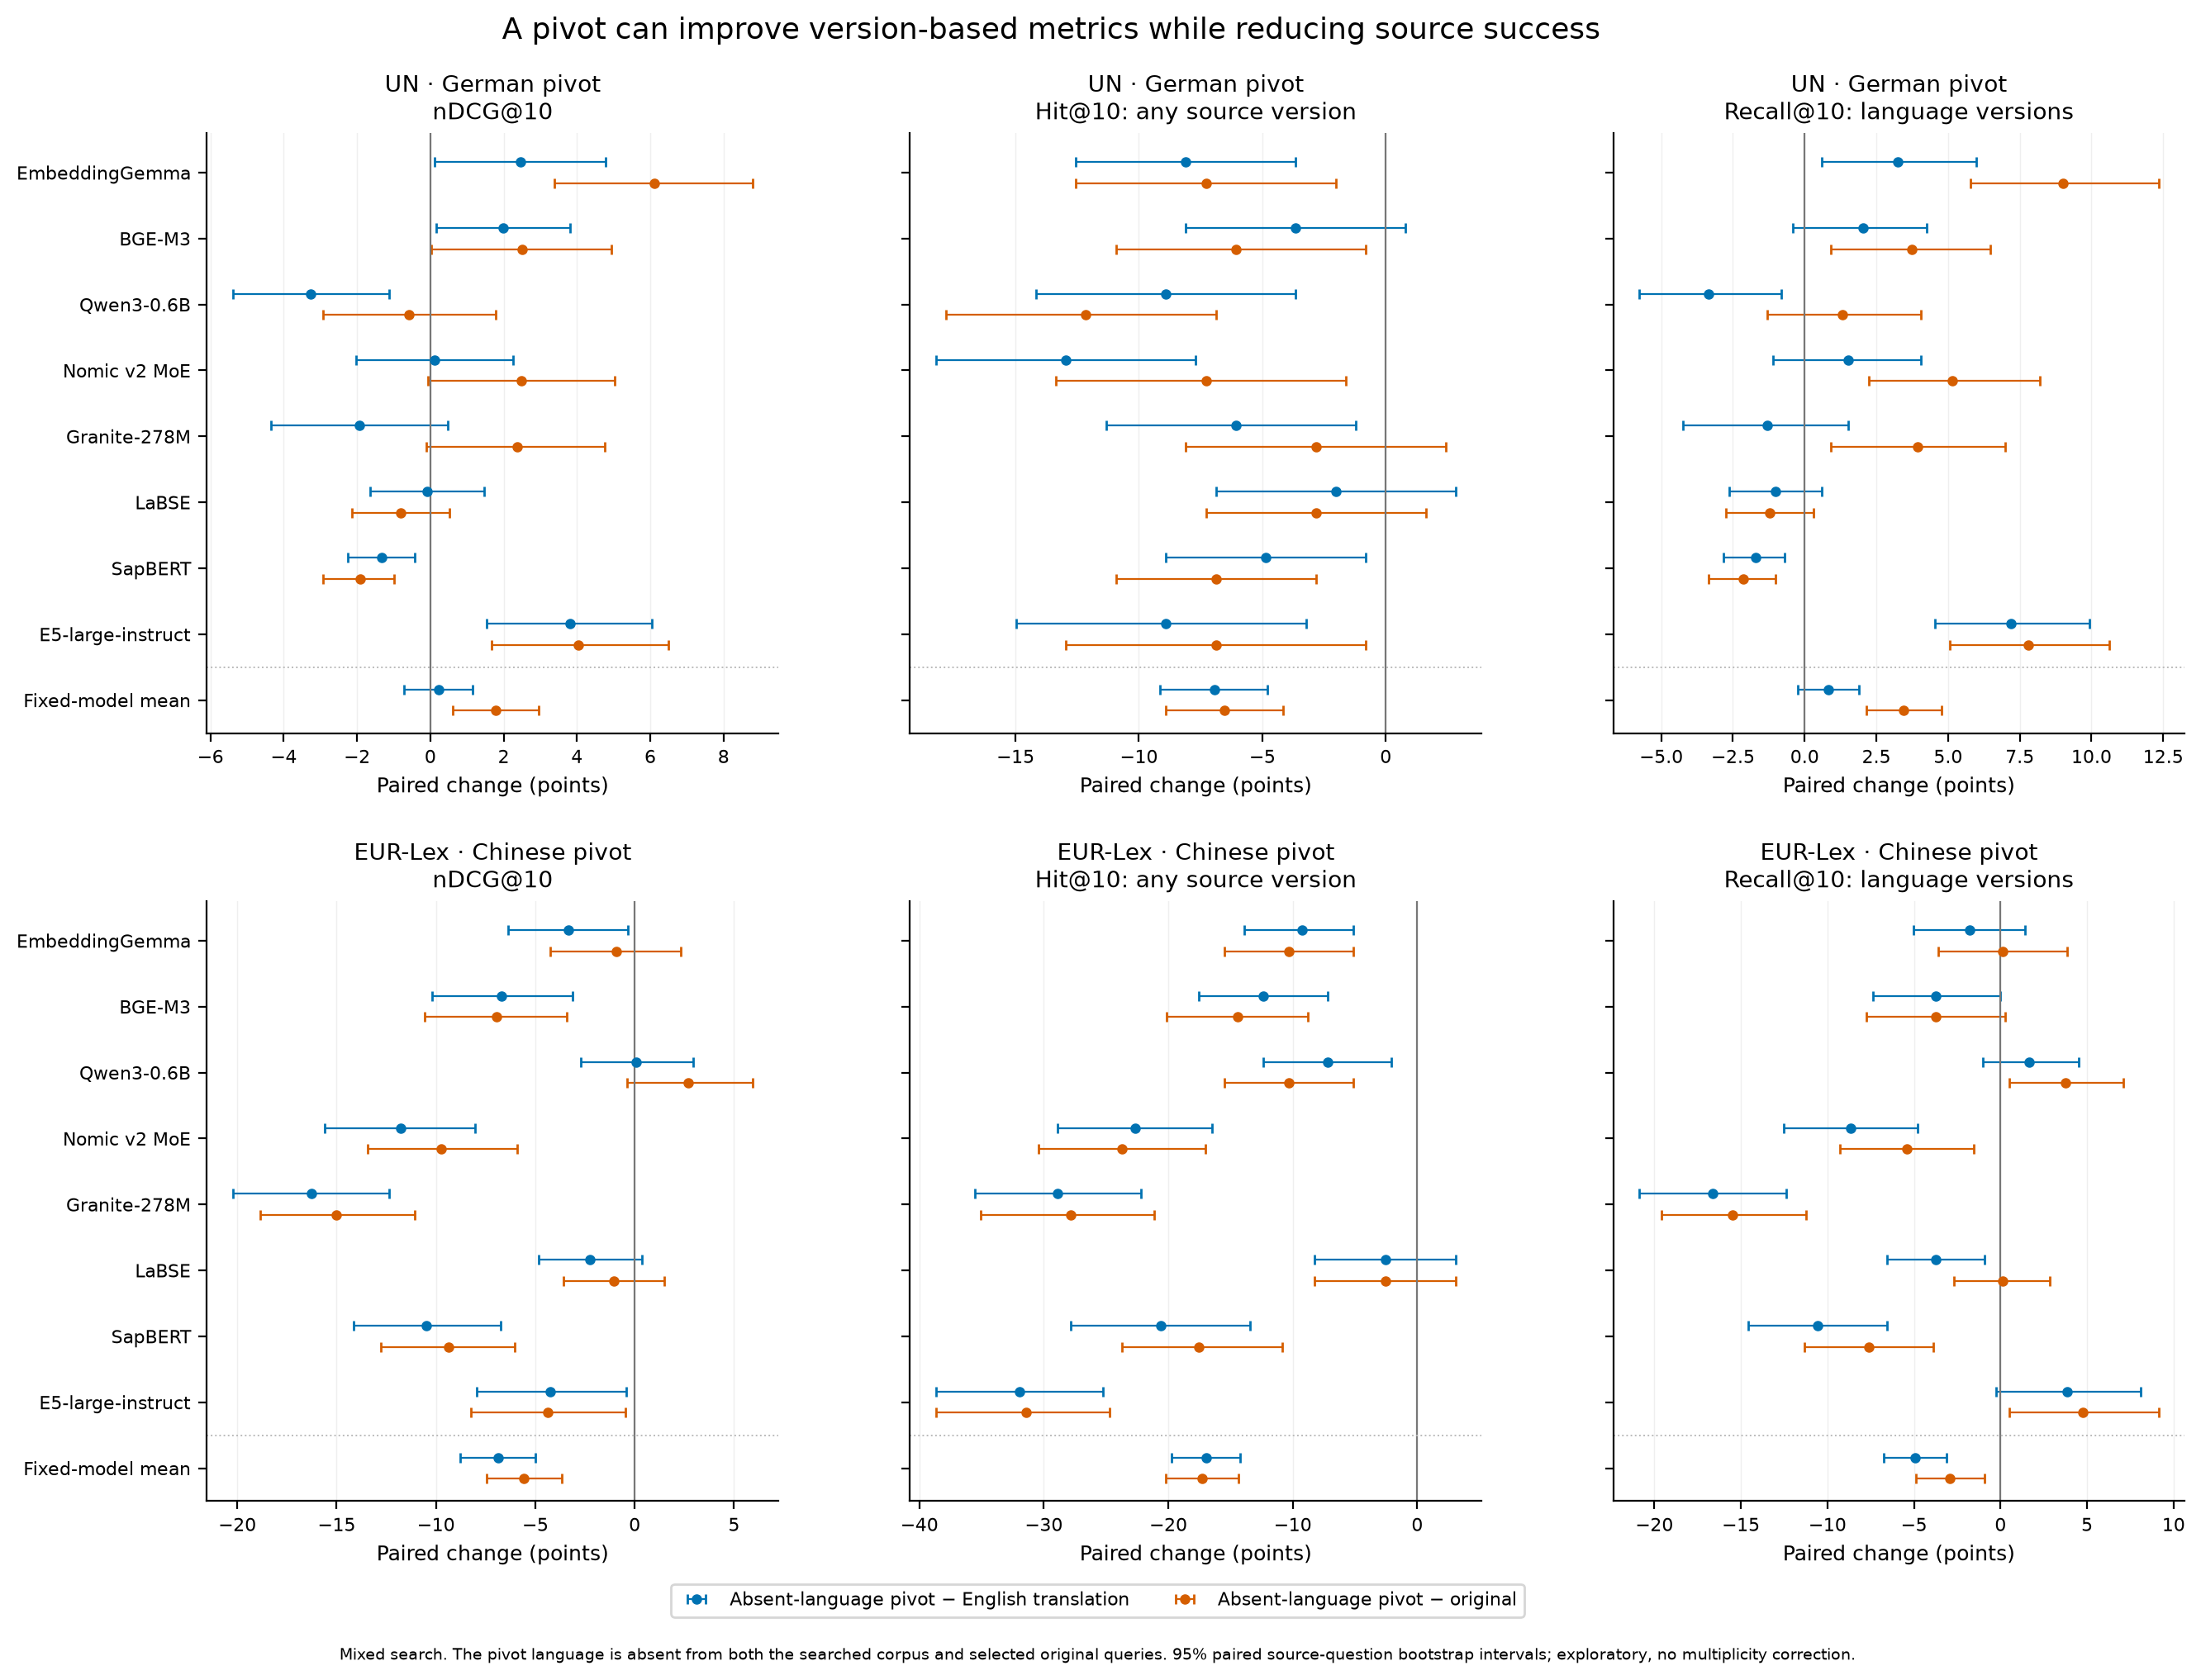 A pivot can improve version-based metrics while reducing source success
UN · German pivot
nDCG@10
UN · German pivot
Hit@10: any source version
UN · German pivot
Recall@10: language versions
EmbeddingGemma
BGE-M3
Qwen3-0.6B
Nomic v2 MoE
Granite-278M
LaBSE
SapBERT
E5-large-instruct
Fixed-model mean
−6 −4 −2 0 2 4 6 8
−15 −10 −5 0
−5.0 −2.5 0.0 2.5 5.0 7.5 10.0 12.5
Paired change (points)
Paired change (points)
Paired change (points)
EUR-Lex · Chinese pivot
nDCG@10
EUR-Lex · Chinese pivot
Hit@10: any source version
EUR-Lex · Chinese pivot
Recall@10: language versions
EmbeddingGemma
BGE-M3
Qwen3-0.6B
Nomic v2 MoE
Granite-278M
LaBSE
SapBERT
E5-large-instruct
Fixed-model mean
−20 −15 −10 −5 0 5
−40 −30 −20 −10 0
−20 −15 −10 −5 0 5 10
Paired change (points)
Paired change (points)
Paired change (points)
Absent-language pivot − English translation
Absent-language pivot − original
Mixed search. The pivot language is absent from both the searched corpus and selected original queries. 95% paired source-question bootstrap intervals; exploratory, no multiplicity correction.